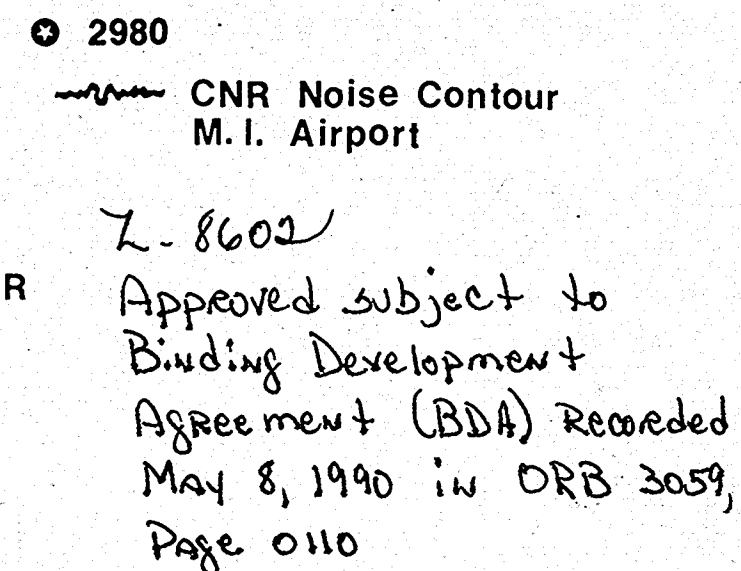 ✪ 2980
CNR Noise Contour
M. I. Airport
Z-8602
R
Approved subject to
Binding Development
Agreement (BDA) Recorded
May 8, 1990 in ORB 3059,
Page 0110